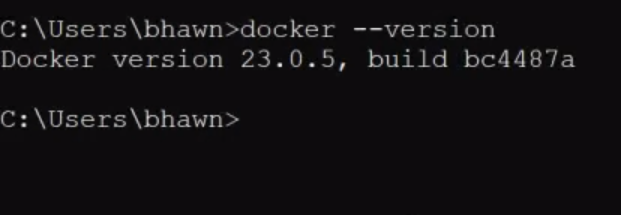 C:\Users\bhawn>docker --version
Docker version 23.0.5, build bc4487a
C:\Users\bhawn>